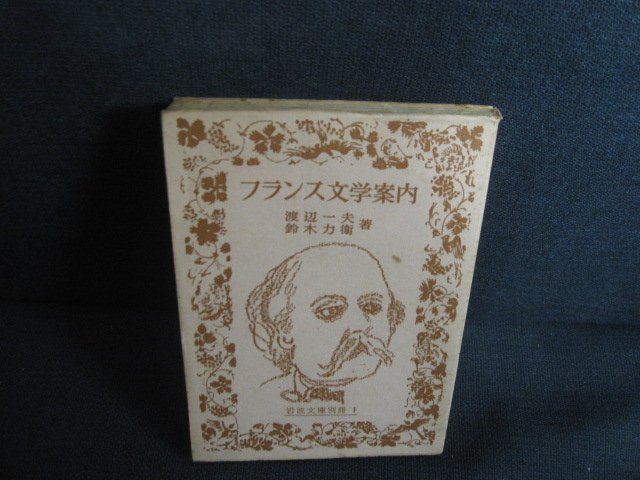 フランス文学案内
渡辺一夫
鈴木力衛 著
岩波文庫別冊 1